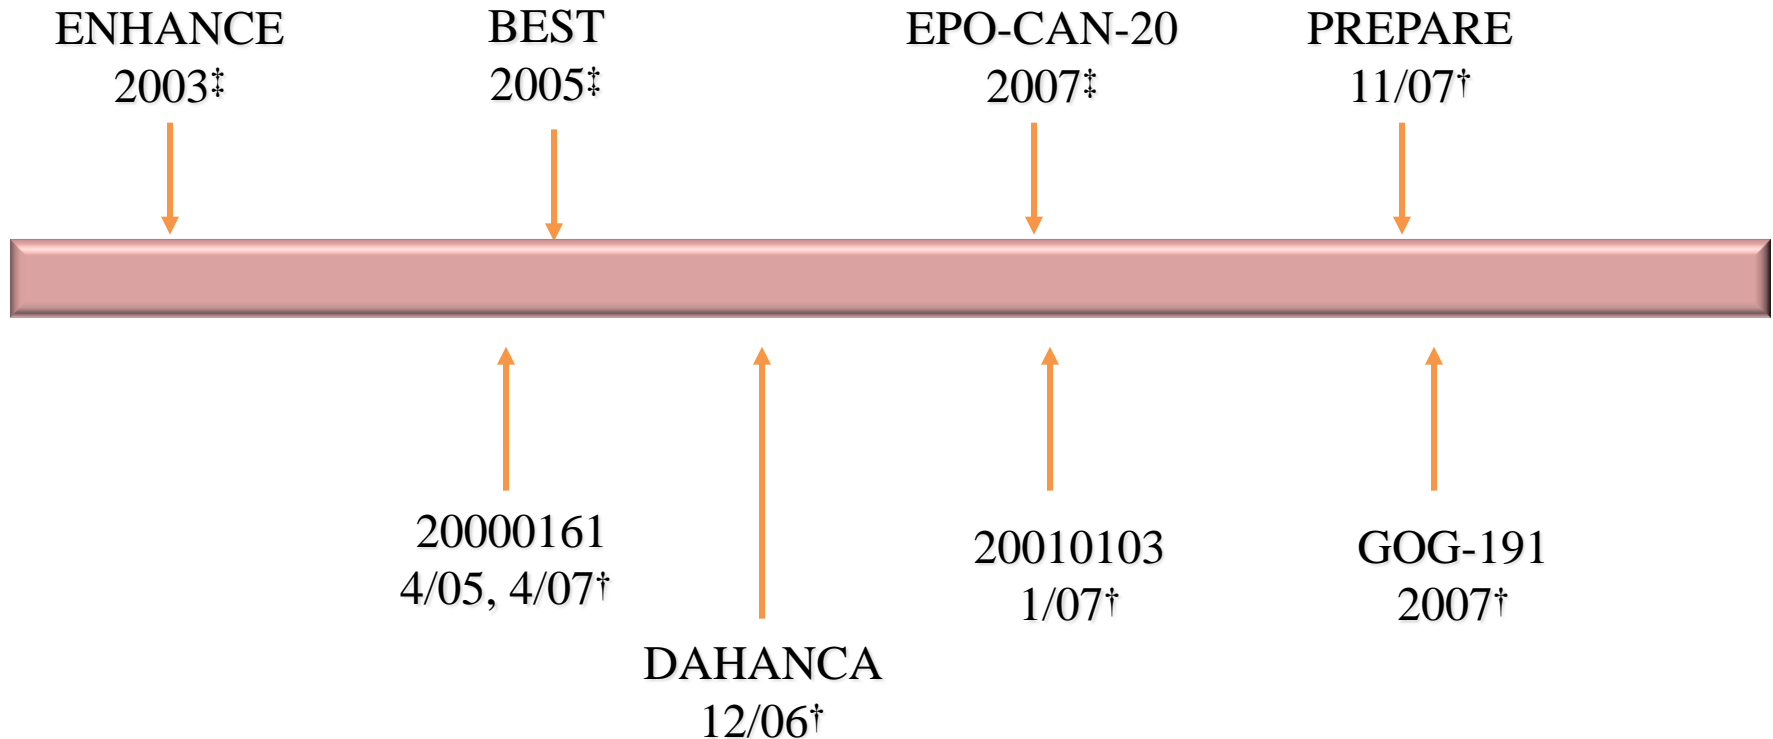 ENHANCE
2003‡
BEST
2005‡
EPO-CAN-20
2007‡
PREPARE
11/07†
20000161
4/05, 4/07†
DAHANCA
12/06†
20010103
1/07†
GOG-191
2007†